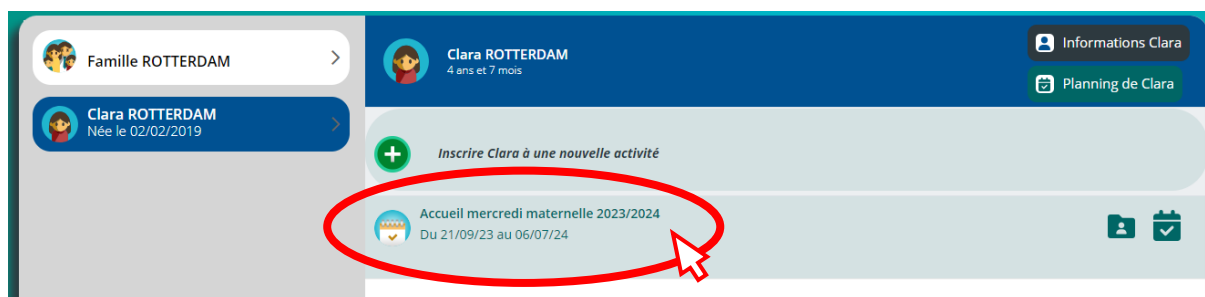 Famille ROTTERDAM
Clara ROTTERDAM
Née le 02/02/2019
Clara ROTTERDAM
4 ans et 7 mois
Informations Clara
Planning de Clara
Inscrire Clara à une nouvelle activité
Accueil mercredi maternelle 2023/2024
Du 21/09/23 au 06/07/24